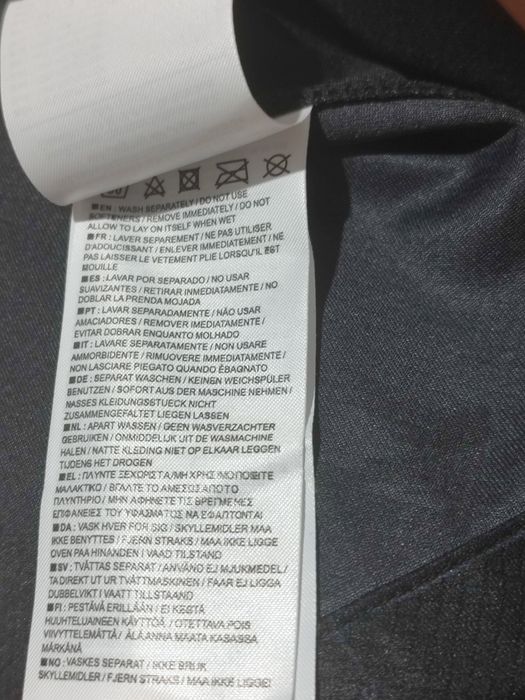 ■EN : WASH SEPARATELY / DO NOT USE
SOFTENERS / REMOVE IMMEDIATELY / DO NOT
ALLOW TO LAY ON ITSELF WHEN WET
■FR : LAVER SEPAREMENT / NE PAS UTILISER
D'ADOUCISSANT / ENLEVER IMMEDIATEMENT / NE
PAS LAISSER LE VETEMENT PLIE LORSQU'IL EST
MOUILLE
■ES : LAVAR POR SEPARADO / NO USAR
SUAVIZANTES / RETIRAR INMEDIATAMENTE / NO
DOBLAR LA PRENDA MOJADA
■PT : LAVAR SEPARADAMENTE / NÃO USAR
AMACIADORES / REMOVER IMEDIATAMENTE /
EVITAR DOBRAR ENQUANTO MOLHADO
■IT : LAVARE SEPARATAMENTE / NON USARE
AMMORBIDENTE / RIMUOVERE IMMEDIATAMENTE /
NON LASCIARE PIEGATO QUANDO ÈBAGNATO
■DE : SEPARAT WASCHEN / KEINEN WEICHSPÜLER
BENUTZEN / SOFORT AUS DER MASCHINE NEHMEN /
NASSES KLEIDUNGSTUECK NICHT
ZUSAMMENGEFALTET LIEGEN LASSEN
■NL : APART WASSEN / GEEN WASVERZACHTER
GEBRUIKEN / ONMIDDELIJK UIT DE WASMACHINE
HALEN / NATTE KLEDING NIET OP ELKAAR LEGGEN
TIJDENS HET DROGEN
■EL : ΠΛΥΝΤΕ ΞΕΧΩΡΙΣΤΑ / ΜΗ ΧΡΗΣΙΜΟΠΟΙΕΙΤΕ
ΜΑΛΑΚΤΙΚΟ / ΒΓΑΛΤΕ ΤΟ ΑΜΕΣΩΣ ΑΠΟ ΤΟ
ΠΛΥΝΤΗΡΙΟ / ΜΗΝ ΑΦΗΝΕΤΕ ΤΙΣ ΒΡΕΓΜΕΝΕΣ
ΕΠΙΦΑΝΕΙΕΣ ΤΟΥ ΥΦΑΣΜΑΤΟΣ ΝΑ ΕΦΑΠΤΟΝΤΑΙ
■DA : VASK HVER FOR SIG / SKYLLEMIDLER MAA
IKKE BENYTTES / FJERN STRAKS / MAA IKKE LIGGE
OVEN PAA HINANDEN I VAAD TILSTAND
■SV : TVÄTTAS SEPARAT / ANVÄND EJ MJUKMEDEL /
TA DIREKT UT UR TVÄTTMASKINEN / FAAR EJ LIGGA
DUBBELVIKT I VAATT TILLSTAAND
■FI : PESTÄVÄ ERILLÄÄN / EI KESTÄ
HUUHTELUAINEEN KÄYTTÖÄ / OTETTAVA POIS
VIIVYTTELEMÄTTÄ / ÄLÄ ANNA MAATA KASASSA
MÄRKÄNÄ
■NO : VASKES SEPARAT / IKKE BRUK
SKYLLEMIDLER / FJERN STRAKS / MAA IKKE LIGGE